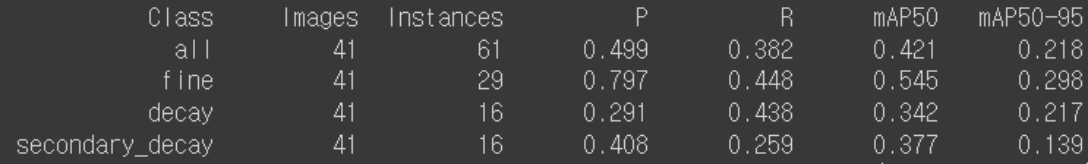 Class Images Instances P R mAP50 mAP50-95
all 41 61 0.499 0.382 0.421 0.218
fine 41 29 0.797 0.448 0.545 0.298
decay 41 16 0.291 0.438 0.342 0.217
secondary_decay 41 16 0.408 0.259 0.377 0.139